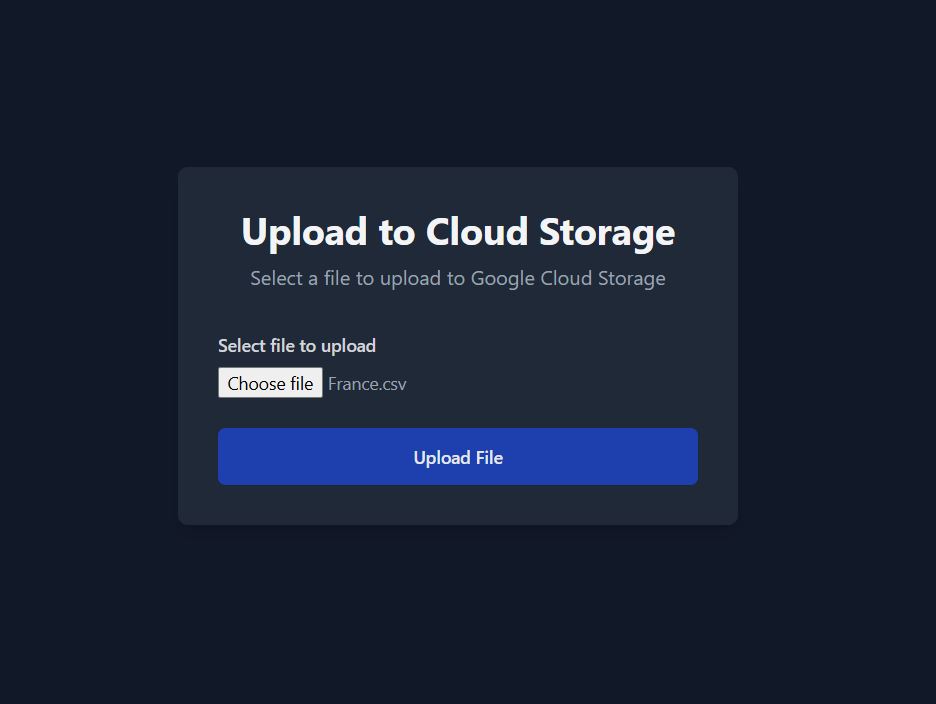 Upload to Cloud Storage
Select a file to upload to Google Cloud Storage
Select file to upload
Choose file France.csv
Upload File